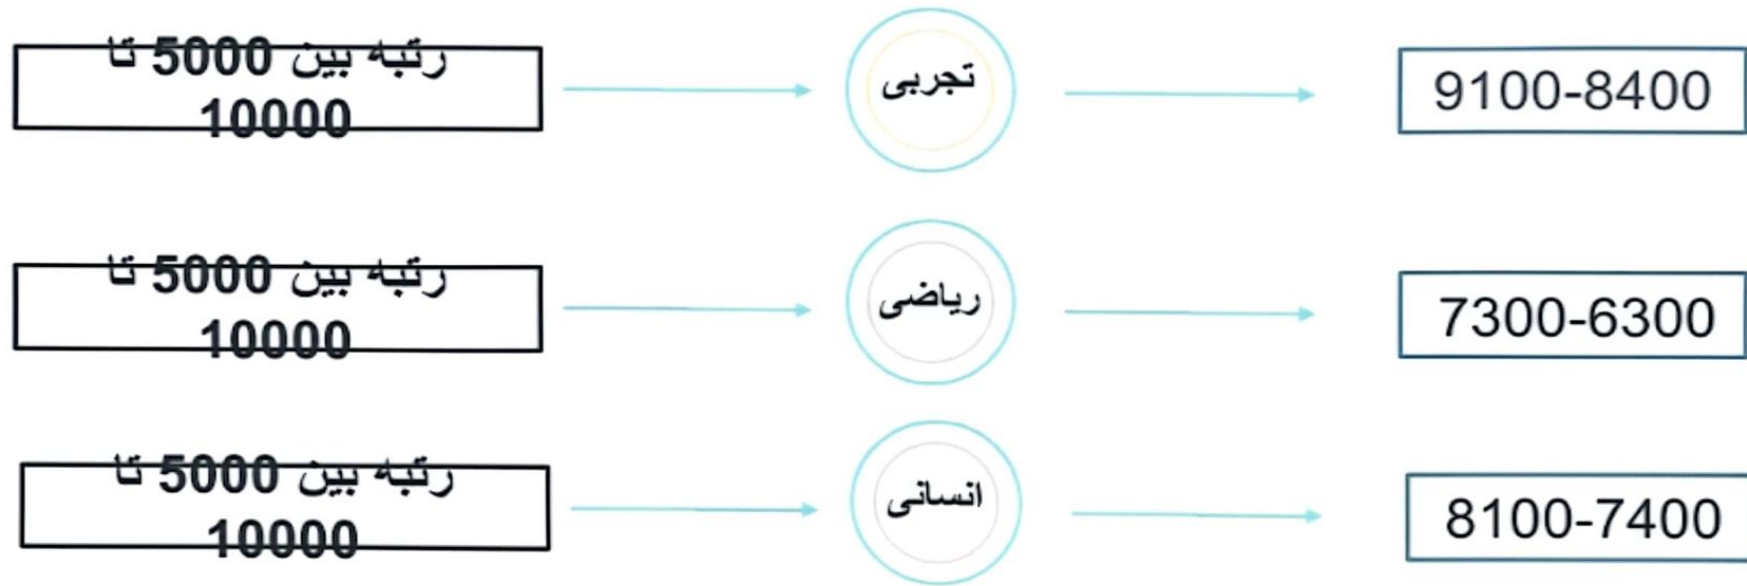 رتبه بین 5000 تا
10000
تجربی
9100-8400
رتبه بین 5000 تا
10000
ریاضی
7300-6300
رتبه بین 5000 تا
10000
انسانی
8100-7400